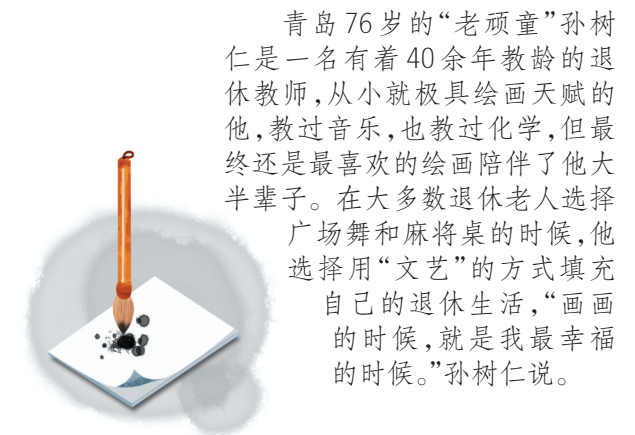 青岛76岁的“老顽童”孙树
仁是一名有着40余年教龄的退
休教师,从小就极具绘画天赋的
他,教过音乐,也教过化学,但最
终还是最喜欢的绘画陪伴了他大
半辈子。在大多数退休老人选择
广场舞和麻将桌的时候,他
选择用“文艺”的方式填充
自己的退休生活,“画画
的时候,就是我最幸福
的时候。”孙树仁说。